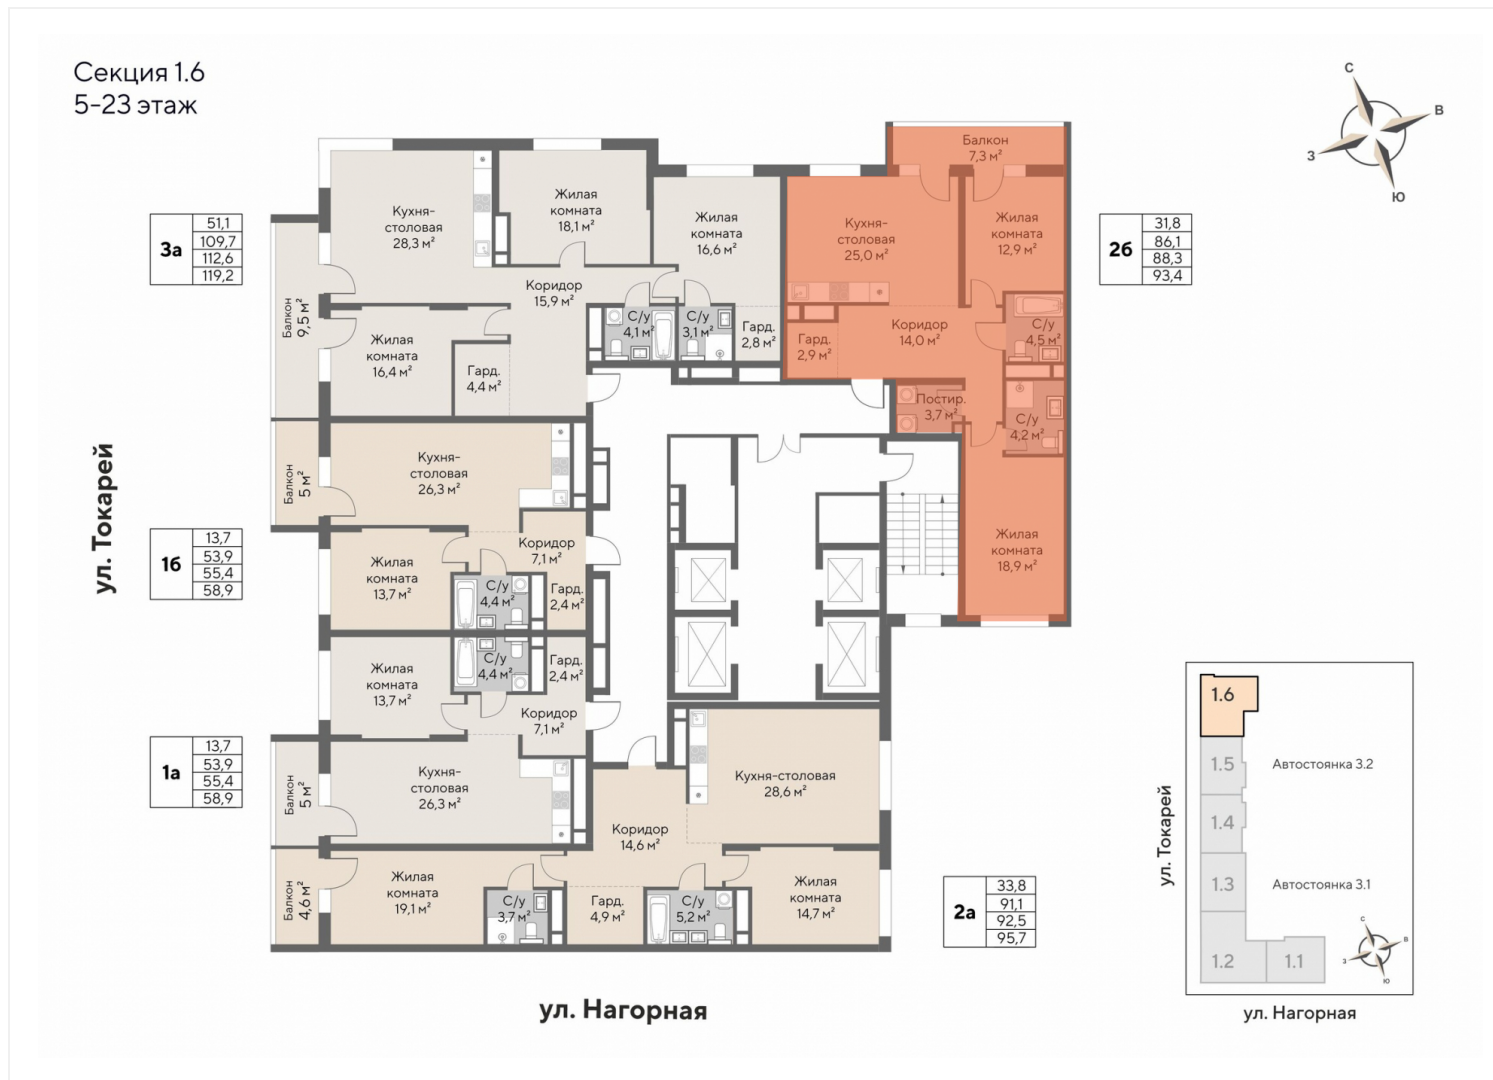 Секция 1.6
5-23 этаж
С
В
З
Ю
3а
51,1
109,7
112,6
119,2
Кухня-
столовая
28,3 м²
Жилая
комната
18,1 м²
Жилая
комната
16,6 м²
Коридор
15,9 м²
Балкон
9,5 м²
Жилая
комната
16,4 м²
Гард.
4,4 м²
С/у
4,1 м²
С/у
3,1 м²
Гард.
2,8 м²
Балкон
7,3 м²
Кухня-
столовая
25,0 м²
Жилая
комната
12,9 м²
Гард.
2,9 м²
Коридор
14,0 м²
С/у
4,5 м²
Постир.
3,7 м²
С/у
4,2 м²
Жилая
комната
18,9 м²
2б
31,8
86,1
88,3
93,4
ул. Токарей
Балкон
5 м²
Кухня-
столовая
26,3 м²
1б
13,7
53,9
55,4
58,9
Жилая
комната
13,7 м²
Коридор
7,1 м²
С/у
4,4 м²
Гард.
2,4 м²
Жилая
комната
13,7 м²
С/у
4,4 м²
Гард.
2,4 м²
Коридор
7,1 м²
1а
13,7
53,9
55,4
58,9
Балкон
5 м²
Кухня-
столовая
26,3 м²
Кухня-столовая
28,6 м²
Коридор
14,6 м²
Балкон
4,6 м²
Жилая
комната
19,1 м²
С/у
3,7 м²
Гард.
4,9 м²
С/у
5,2 м²
Жилая
комната
14,7 м²
2а
33,8
91,1
92,5
95,7
ул. Нагорная
1.6
1.5
Автостоянка 3.2
1.4
1.3
Автостоянка 3.1
1.2
1.1
С
В
З
Ю
ул. Токарей
ул. Нагорная